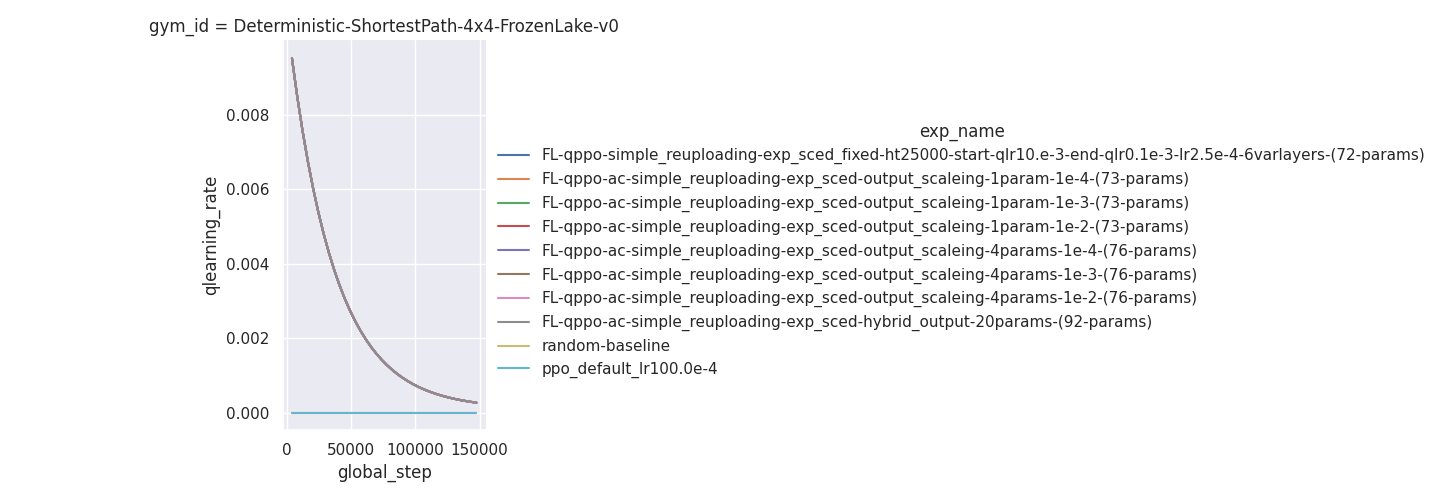 gym_id = Deterministic-ShortestPath-4x4-FrozenLake-v0
qlearning_rate
0.008
0.006
0.004
0.002
0.000
0
50000
100000
150000
global_step
exp_name
FL-qppo-simple_reuploading-exp_sced_fixed-ht25000-start-qlr10.e-3-end-qlr0.1e-3-lr2.5e-4-6varlayers-(72-params)
FL-qppo-ac-simple_reuploading-exp_sced-output_scaleing-1param-1e-4-(73-params)
FL-qppo-ac-simple_reuploading-exp_sced-output_scaleing-1param-1e-3-(73-params)
FL-qppo-ac-simple_reuploading-exp_sced-output_scaleing-1param-1e-2-(73-params)
FL-qppo-ac-simple_reuploading-exp_sced-output_scaleing-4params-1e-4-(76-params)
FL-qppo-ac-simple_reuploading-exp_sced-output_scaleing-4params-1e-3-(76-params)
FL-qppo-ac-simple_reuploading-exp_sced-output_scaleing-4params-1e-2-(76-params)
FL-qppo-ac-simple_reuploading-exp_sced-hybrid_output-20params-(92-params)
random-baseline
ppo_default_lr100.0e-4